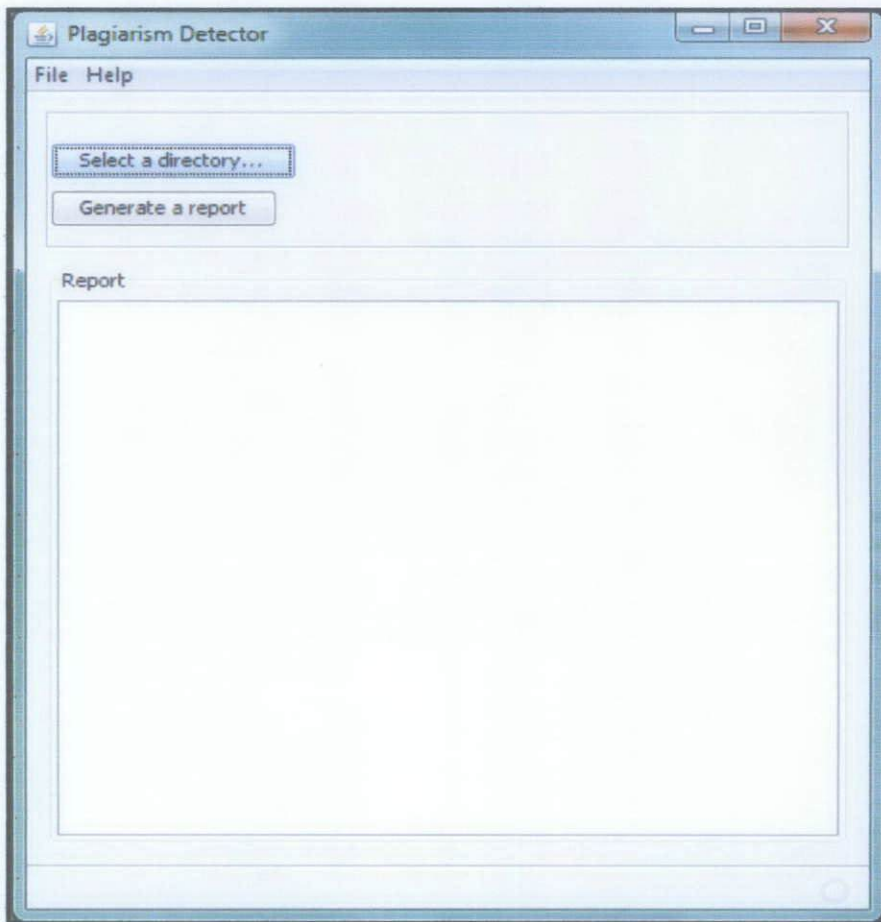 Plagiarism Detector
File Help
Select a directory...
Generate a report
Report